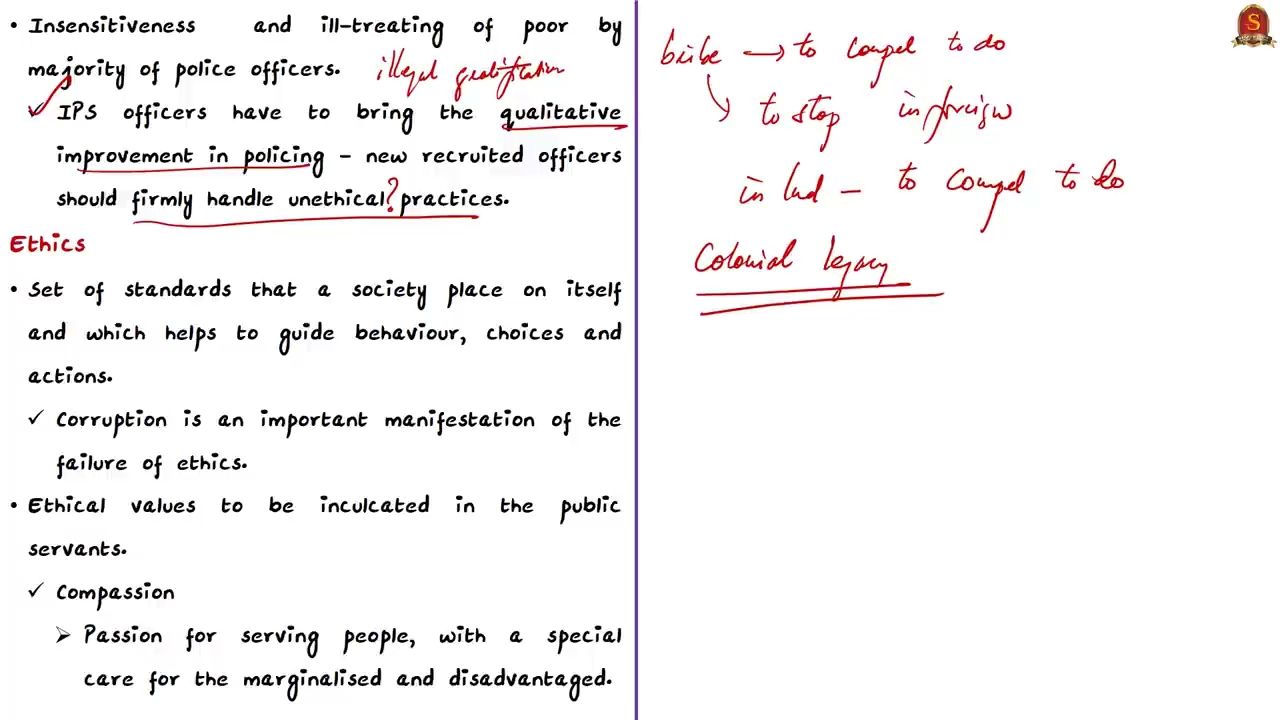 • Insensitiveness and ill-treating of poor by
majority of police officers. illegal gratification
✓ IPS officers have to bring the qualitative
improvement in policing – new recruited officers
should firmly handle unethical? practices.
Ethics
• Set of standards that a society place on itself
and which helps to guide behaviour, choices and
actions.
✓ Corruption is an important manifestation of the
failure of ethics.
• Ethical values to be inculcated in the public
servants.
✓ Compassion
➢ Passion for serving people, with a special
care for the marginalised and disadvantaged.
bribe → to compel to do
to stop in foreign
in Ind – to compel to do
Colonial legacy
S